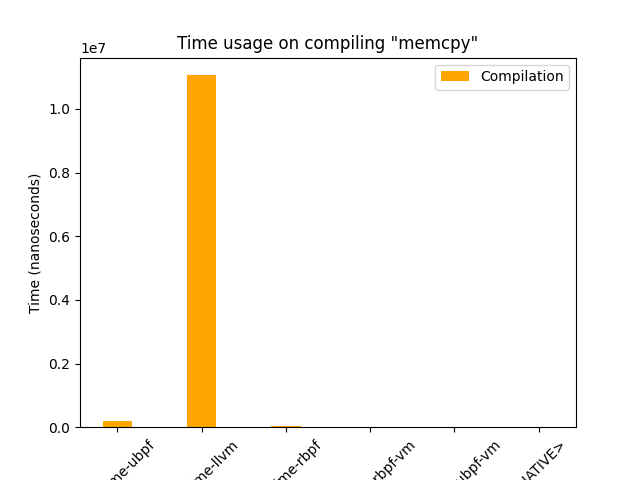 Time usage on compiling "memcpy"
1e7
Compilation
1.0
0.8
0.6
0.4
0.2
0.0
Time (nanoseconds)
me-ubpf
me-llvm
me-rbpf
rbpf-vm
ubpf-vm
NATIVE>